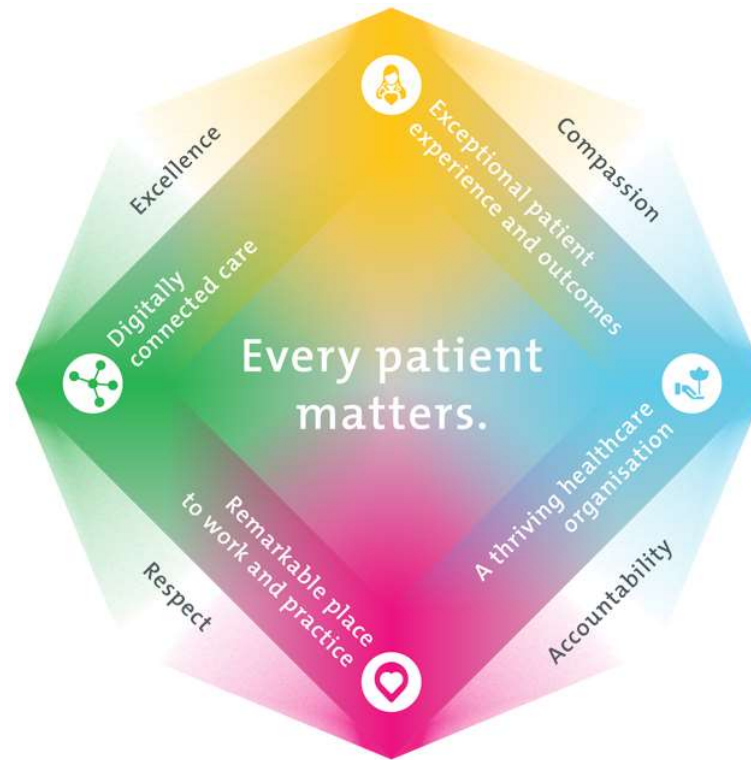 Excellence
Compassion
Exceptional patient
experience and outcomes
Digitally
connected care
Every patient
matters.
Remarkable place
to work and practice
A thriving healthcare
organisation
Respect
Accountability